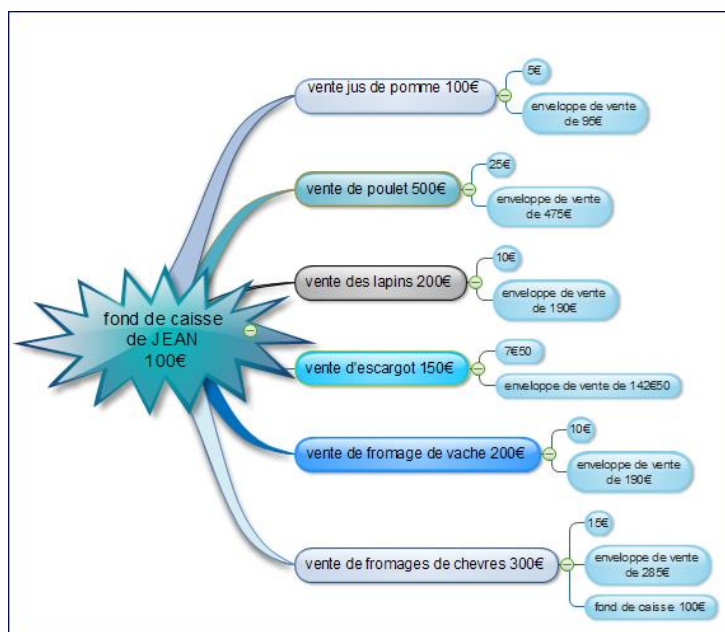 fond de caisse
de JEAN
100€
vente jus de pomme 100€
5€
enveloppe de vente
de 95€
vente de poulet 500€
25€
enveloppe de vente
de 475€
vente des lapins 200€
10€
enveloppe de vente
de 190€
vente d'escargot 150€
7€50
enveloppe de vente de 142€50
vente de fromage de vache 200€
10€
enveloppe de vente
de 190€
vente de fromages de chevres 300€
15€
enveloppe de vente
de 285€
fond de caisse 100€